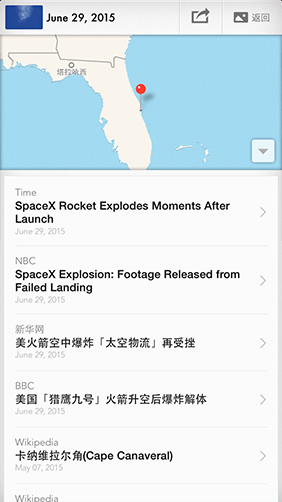 June 29, 2015
返回
塔拉哈西
Time
SpaceX Rocket Explodes Moments After
Launch
June 29, 2015
NBC
SpaceX Explosion: Footage Released from
Failed Landing
June 29, 2015
新华网
美火箭空中爆炸「太空物流」再受挫
June 29, 2015
BBC
美国「猎鹰九号」火箭升空后爆炸解体
June 29, 2015
Wikipedia
卡纳维拉尔角(Cape Canaveral)
May 07, 2015
Wikipedia